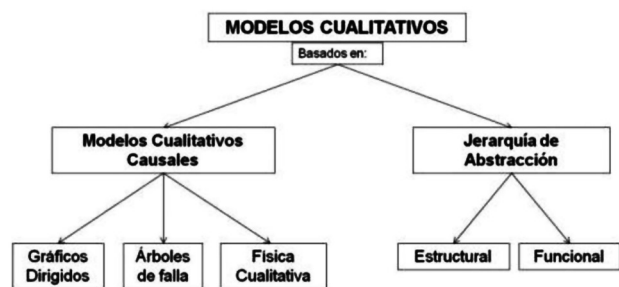 MODELOS CUALITATIVOS
Basados en:
Modelos Cualitativos
Causales
Jerarquía de
Abstracción
Gráficos
Dirigidos
Árboles
de falla
Física
Cualitativa
Estructural
Funcional